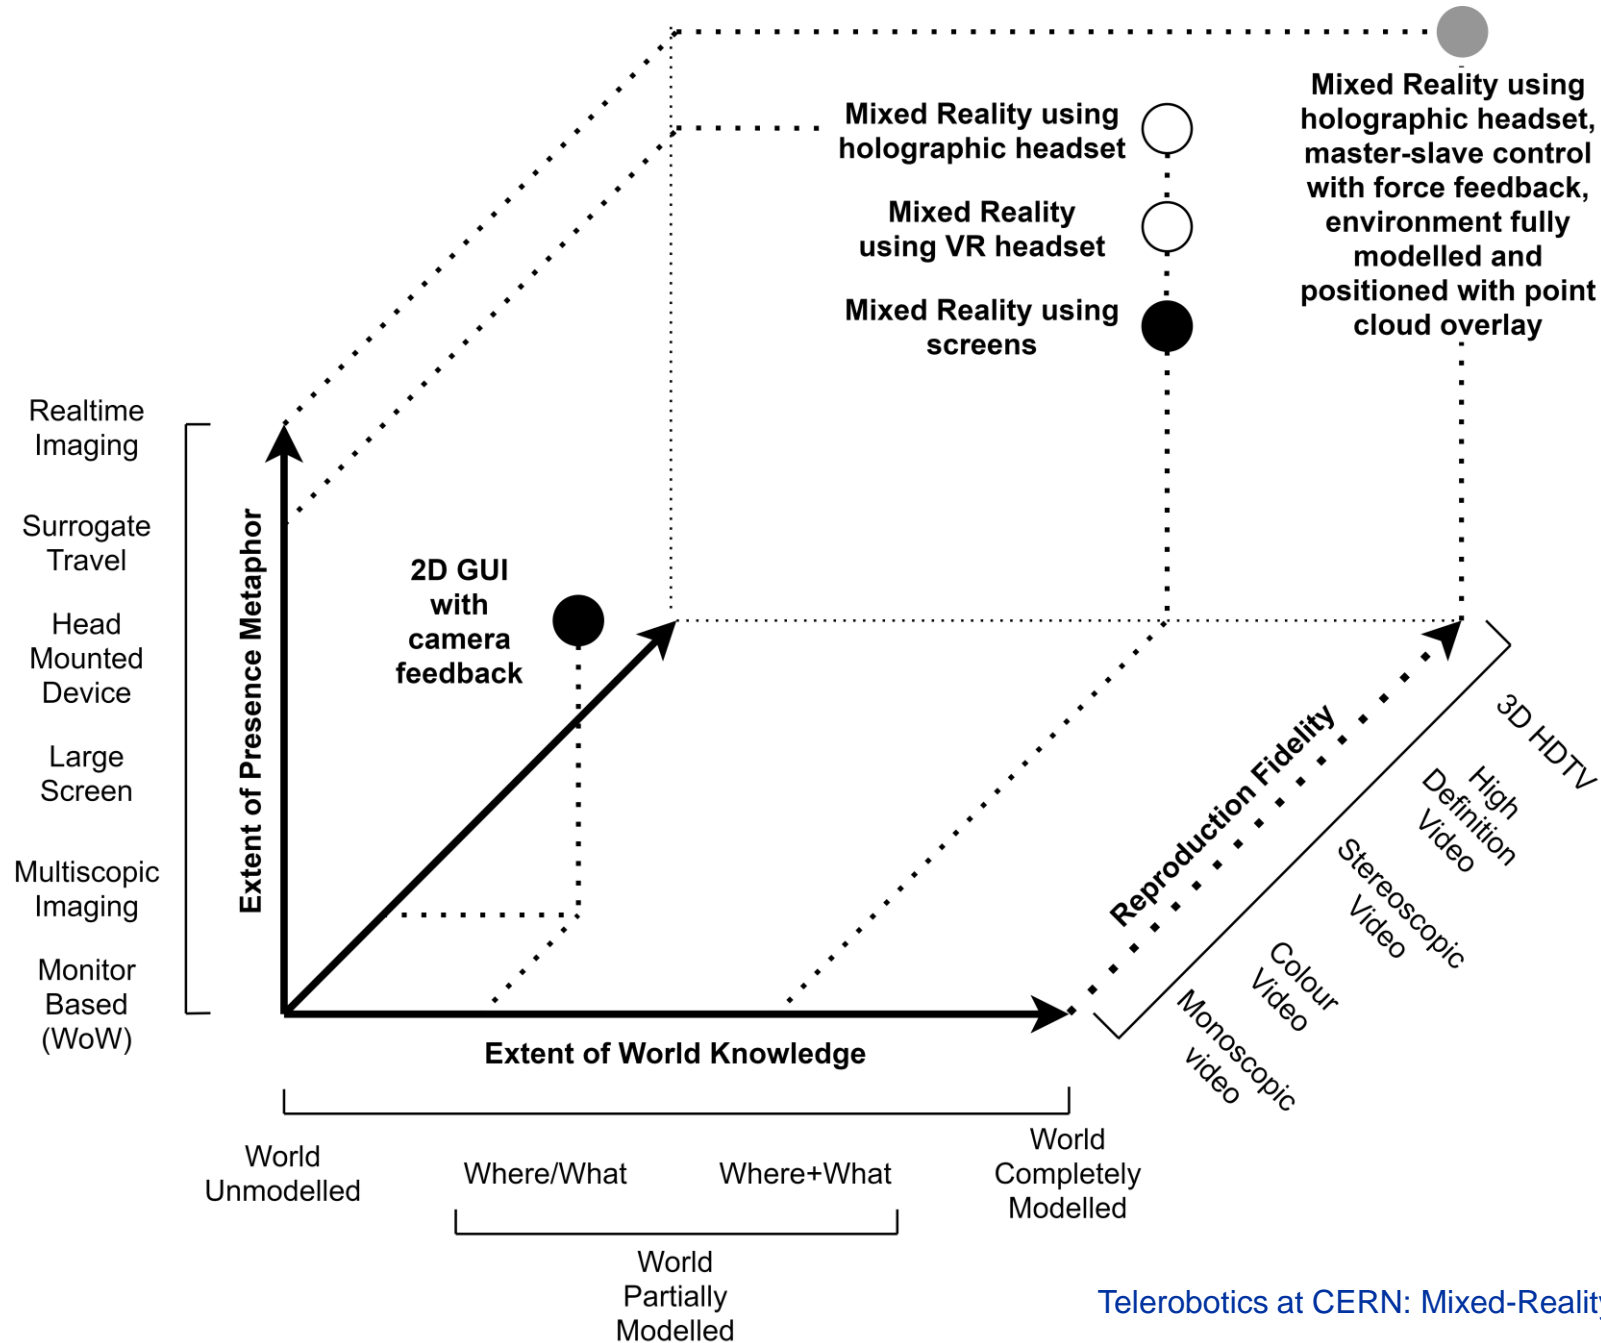 Mixed Reality using
holographic headset
Mixed Reality
using VR headset
Mixed Reality using
screens
Mixed Reality using
holographic headset,
master-slave control
with force feedback,
environment fully
modelled and
positioned with point
cloud overlay
Realtime
Imaging
Surrogate
Travel
Head
Mounted
Device
Large
Screen
Multiscopic
Imaging
Monitor
Based
(WoW)
Extent of Presence Metaphor
2D GUI
with
camera
feedback
Reproduction Fidelity
3D HDTV
High
Definition
Video
Stereoscopic
Video
Colour
Video
Monoscopic
video
Extent of World Knowledge
World
Unmodelled
Where/What
Where+What
World
Completely
Modelled
World
Partially
Modelled
Telerobotics at CERN: Mixed-Reality